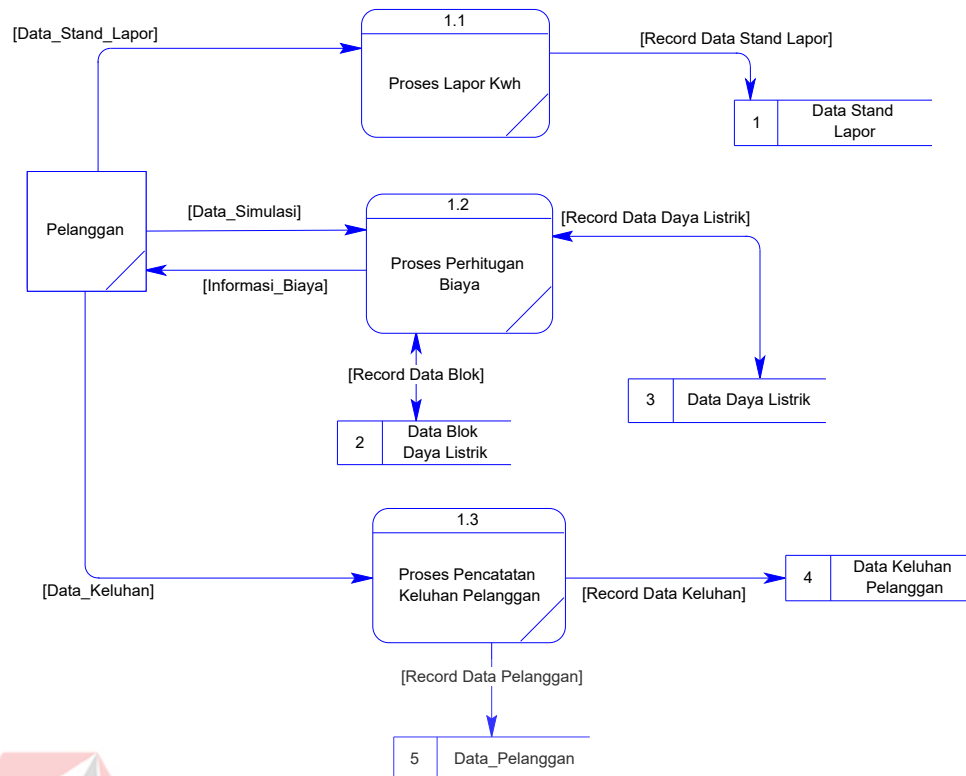 [Data_Stand_Lapor]
1.1
Proses Lapor Kwh
[Record Data Stand Lapor]
1
Data Stand
Lapor
Pelanggan
[Data_Simulasi]
[Informasi_Biaya]
1.2
Proses Perhitugan
Biaya
[Record Data Daya Listrik]
[Record Data Blok]
2
Data Blok
Daya Listrik
3
Data Daya Listrik
[Data_Keluhan]
1.3
Proses Pencatatan
Keluhan Pelanggan
[Record Data Keluhan]
4
Data Keluhan
Pelanggan
[Record Data Pelanggan]
5
Data_Pelanggan